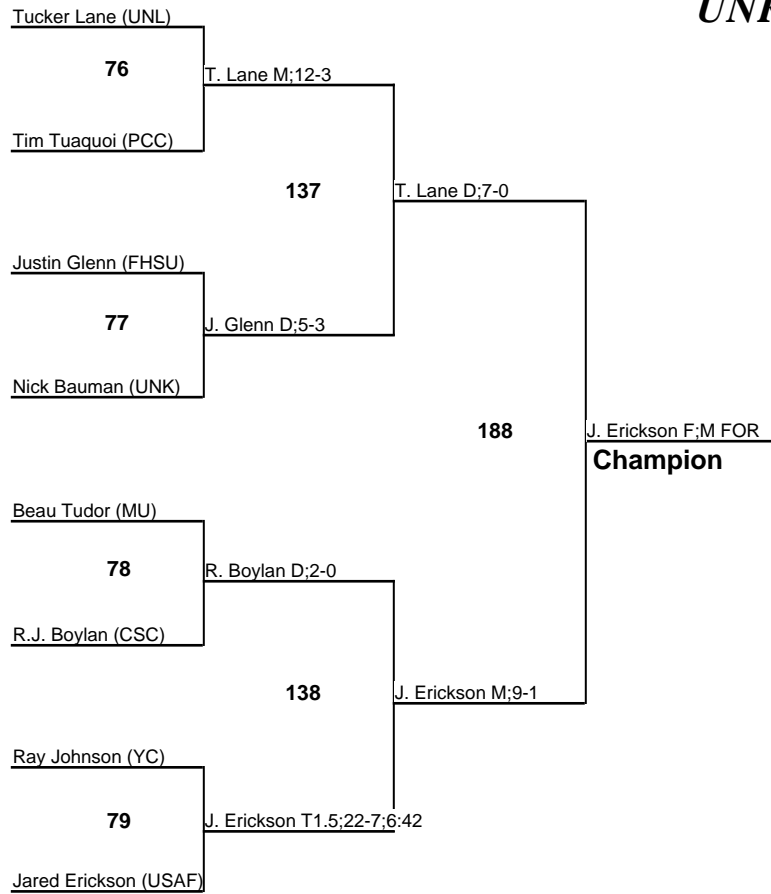 UNK
Tucker Lane (UNL)
76
T. Lane M;12-3
Tim Tuaquoi (PCC)
137
T. Lane D;7-0
Justin Glenn (FHSU)
77
J. Glenn D;5-3
Nick Bauman (UNK)
188
J. Erickson F;M FOR
Champion
Beau Tudor (MU)
78
R. Boylan D;2-0
R.J. Boylan (CSC)
138
J. Erickson M;9-1
Ray Johnson (YC)
79
J. Erickson T1.5;22-7;6:42
Jared Erickson (USAF)